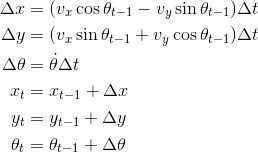 Δx = (v_x cos θ_{t−1} − v_y sin θ_{t−1})Δt
Δy = (v_x sin θ_{t−1} + v_y cos θ_{t−1})Δt
Δθ = θ̇Δt
x_t = x_{t−1} + Δx
y_t = y_{t−1} + Δy
θ_t = θ_{t−1} + Δθ